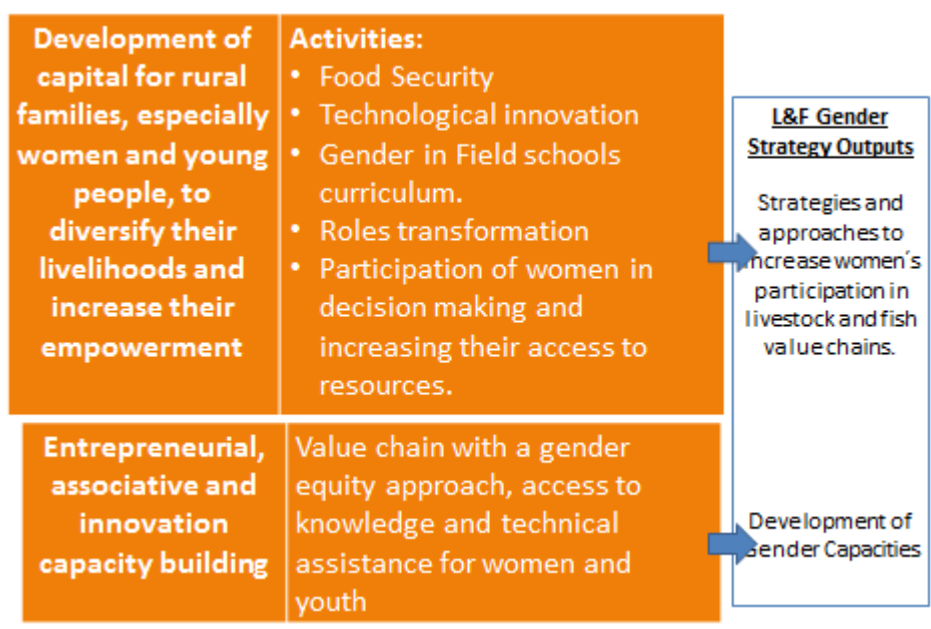 Development of
capital for rural
families, especially
women and young
people, to
diversify their
livelihoods and
increase their
empowerment
Activities:
• Food Security
• Technological innovation
• Gender in Field schools
curriculum.
• Roles transformation
• Participation of women in
decision making and
increasing their access to
resources.
Entrepreneurial,
associative and
innovation
capacity building
Value chain with a gender
equity approach, access to
knowledge and technical
assistance for women and
youth
L&F Gender
Strategy Outputs
Strategies and
approaches to
increase women´s
participation in
livestock and fish
value chains.
Development of
Gender Capacities